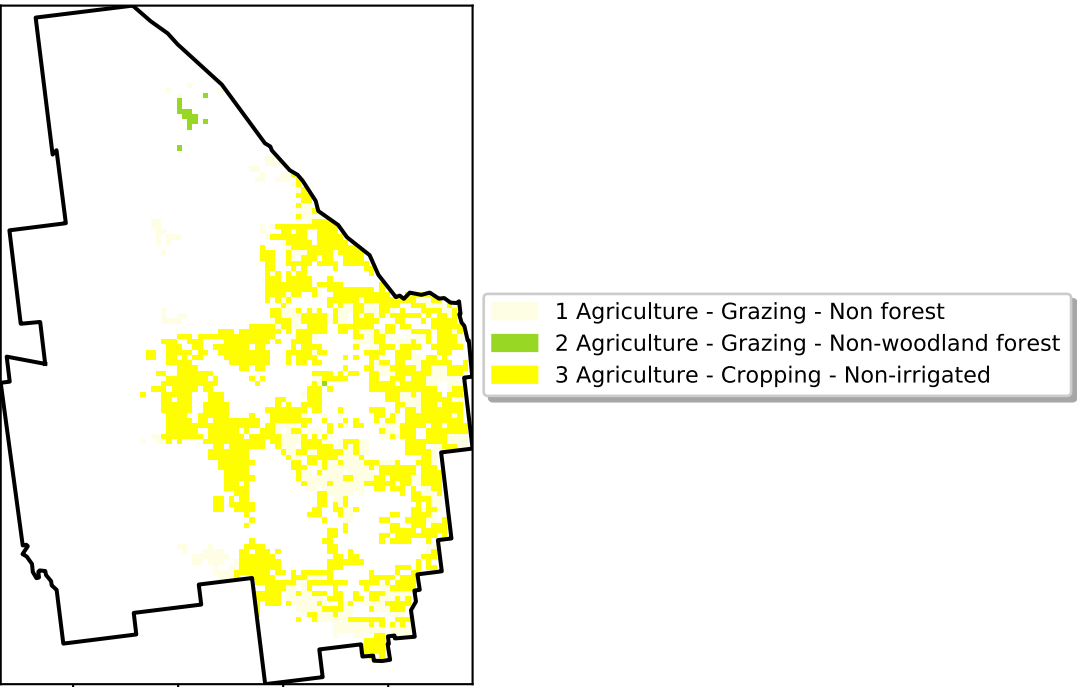 1 Agriculture - Grazing - Non forest
2 Agriculture - Grazing - Non-woodland forest
3 Agriculture - Cropping - Non-irrigated